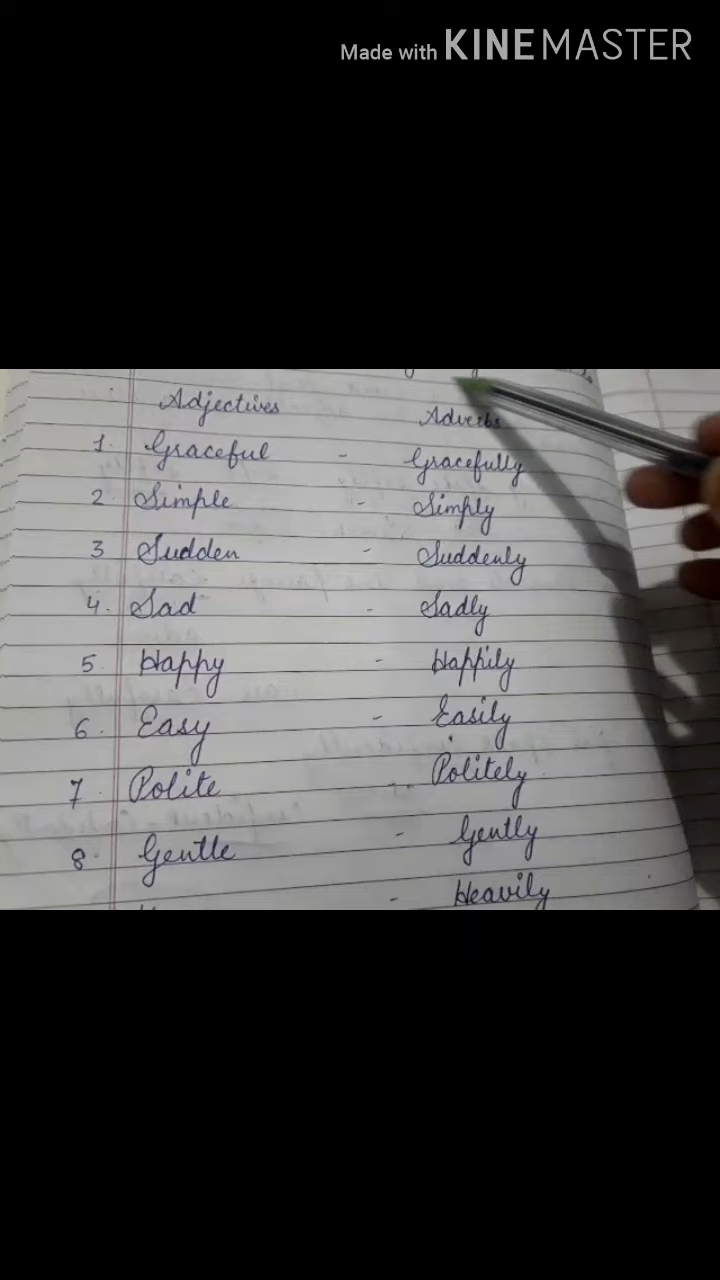 Made with KINEMASTER
Adjectives Adverbs
1. Graceful - Gracefully
2 Simple - Simply
3 Sudden - Suddenly
4. Sad - Sadly
5. Happy - Happily
6. Easy - Easily
7. Polite - Politely
8. Gentle - Gently
- Heavily